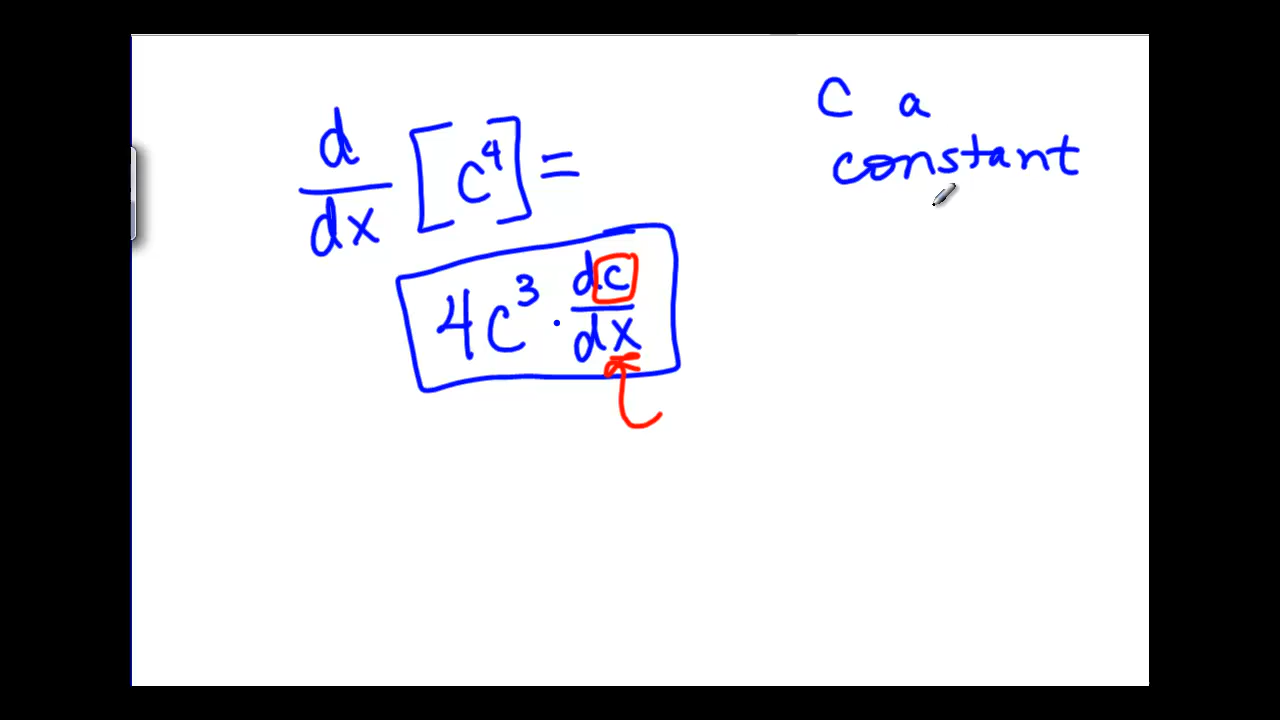 d/dx [c⁴] =
4c³ · dc/dx
C a
constant